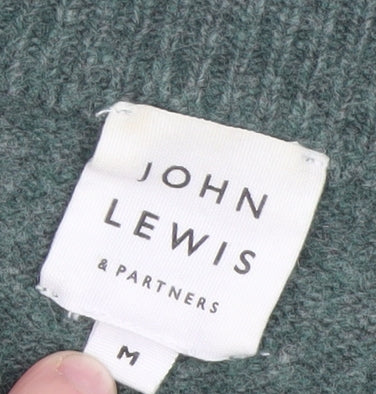 JOHN
LEWIS
& PARTNERS
M